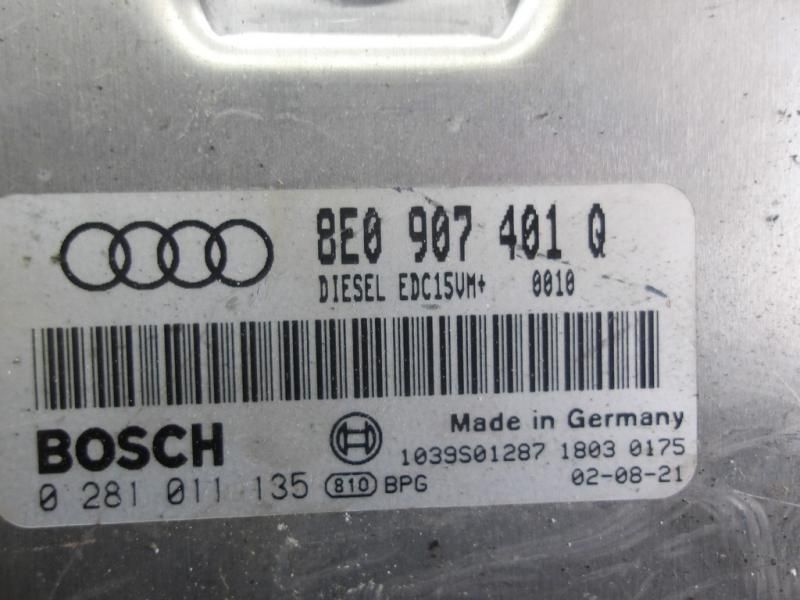 8E0 907 401 Q
DIESEL EDC15VM+ 0010
BOSCH
Made in Germany
1039S01287 1803 0175
0 281 011 135 810 BPG
02-08-21